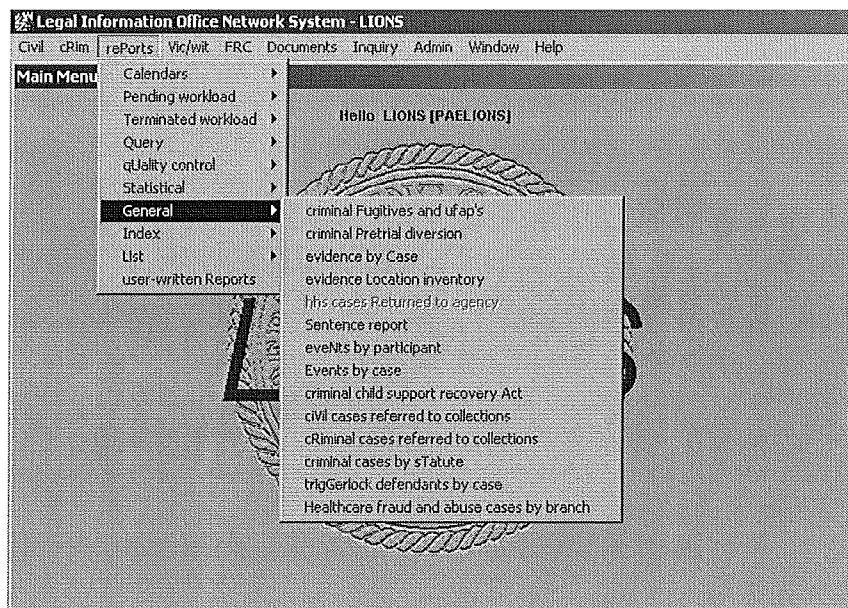 Legal Information Office Network System - LIONS
Civil cRim rePorts Vic/wit FRC Documents Inquiry Admin Window Help
Main Menu
Calendars
Pending workload
Terminated workload
Query
qUality control
Statistical
General
Index
List
user-written Reports
Hello LIONS [PAELIONS]
criminal Fugitives and ufap's
criminal Pretrial diversion
evidence by Case
evidence Location inventory
hhs cases Returned to agency
Sentence report
eveNts by participant
Events by case
criminal child support recovery Act
ciVil cases referred to collections
cRiminal cases referred to collections
criminal cases by sTatute
trigGerlock defendants by case
Healthcare fraud and abuse cases by branch